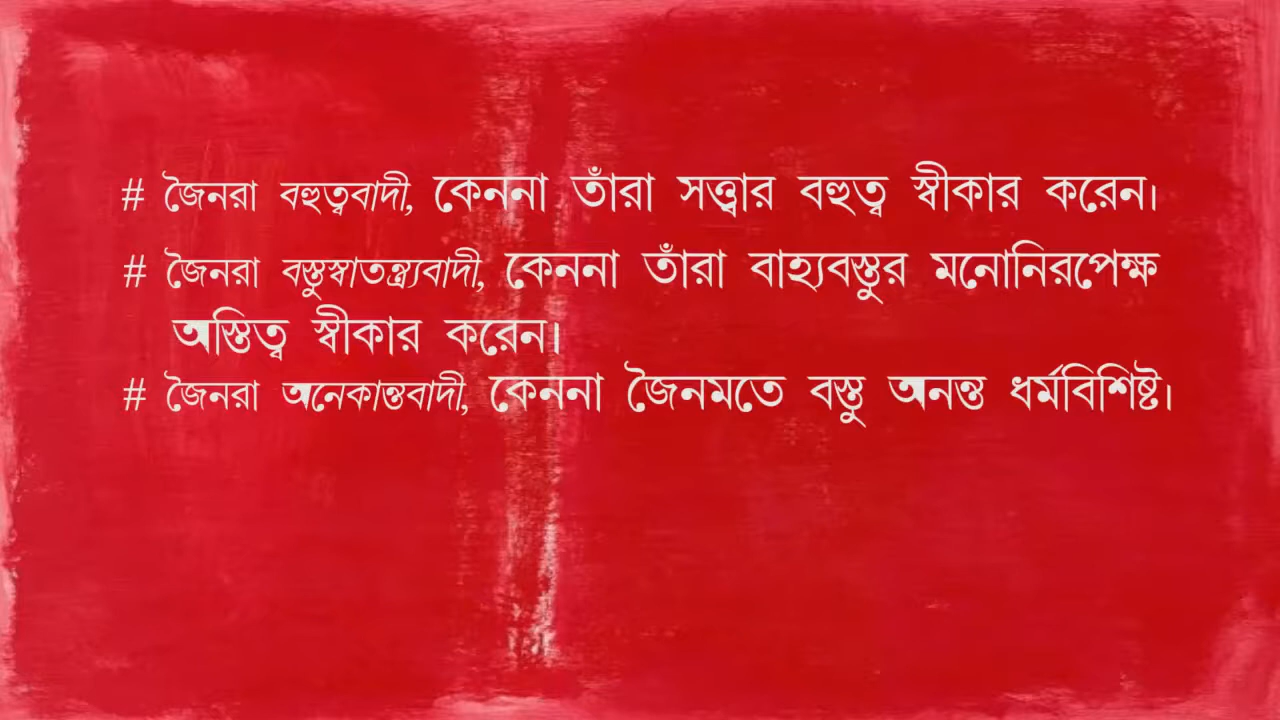 # জৈনরা বহুত্ববাদী, কেননা তাঁরা সত্ত্বার বহুত্ব স্বীকার করেন।
# জৈনরা বস্তুস্বাতন্ত্র্যবাদী, কেননা তাঁরা বাহ্যবস্তুর মনোনিরপেক্ষ
অস্তিত্ব স্বীকার করেন।
# জৈনরা অনেকান্তবাদী, কেননা জৈনমতে বস্তু অনন্ত ধর্মবিশিষ্ট।